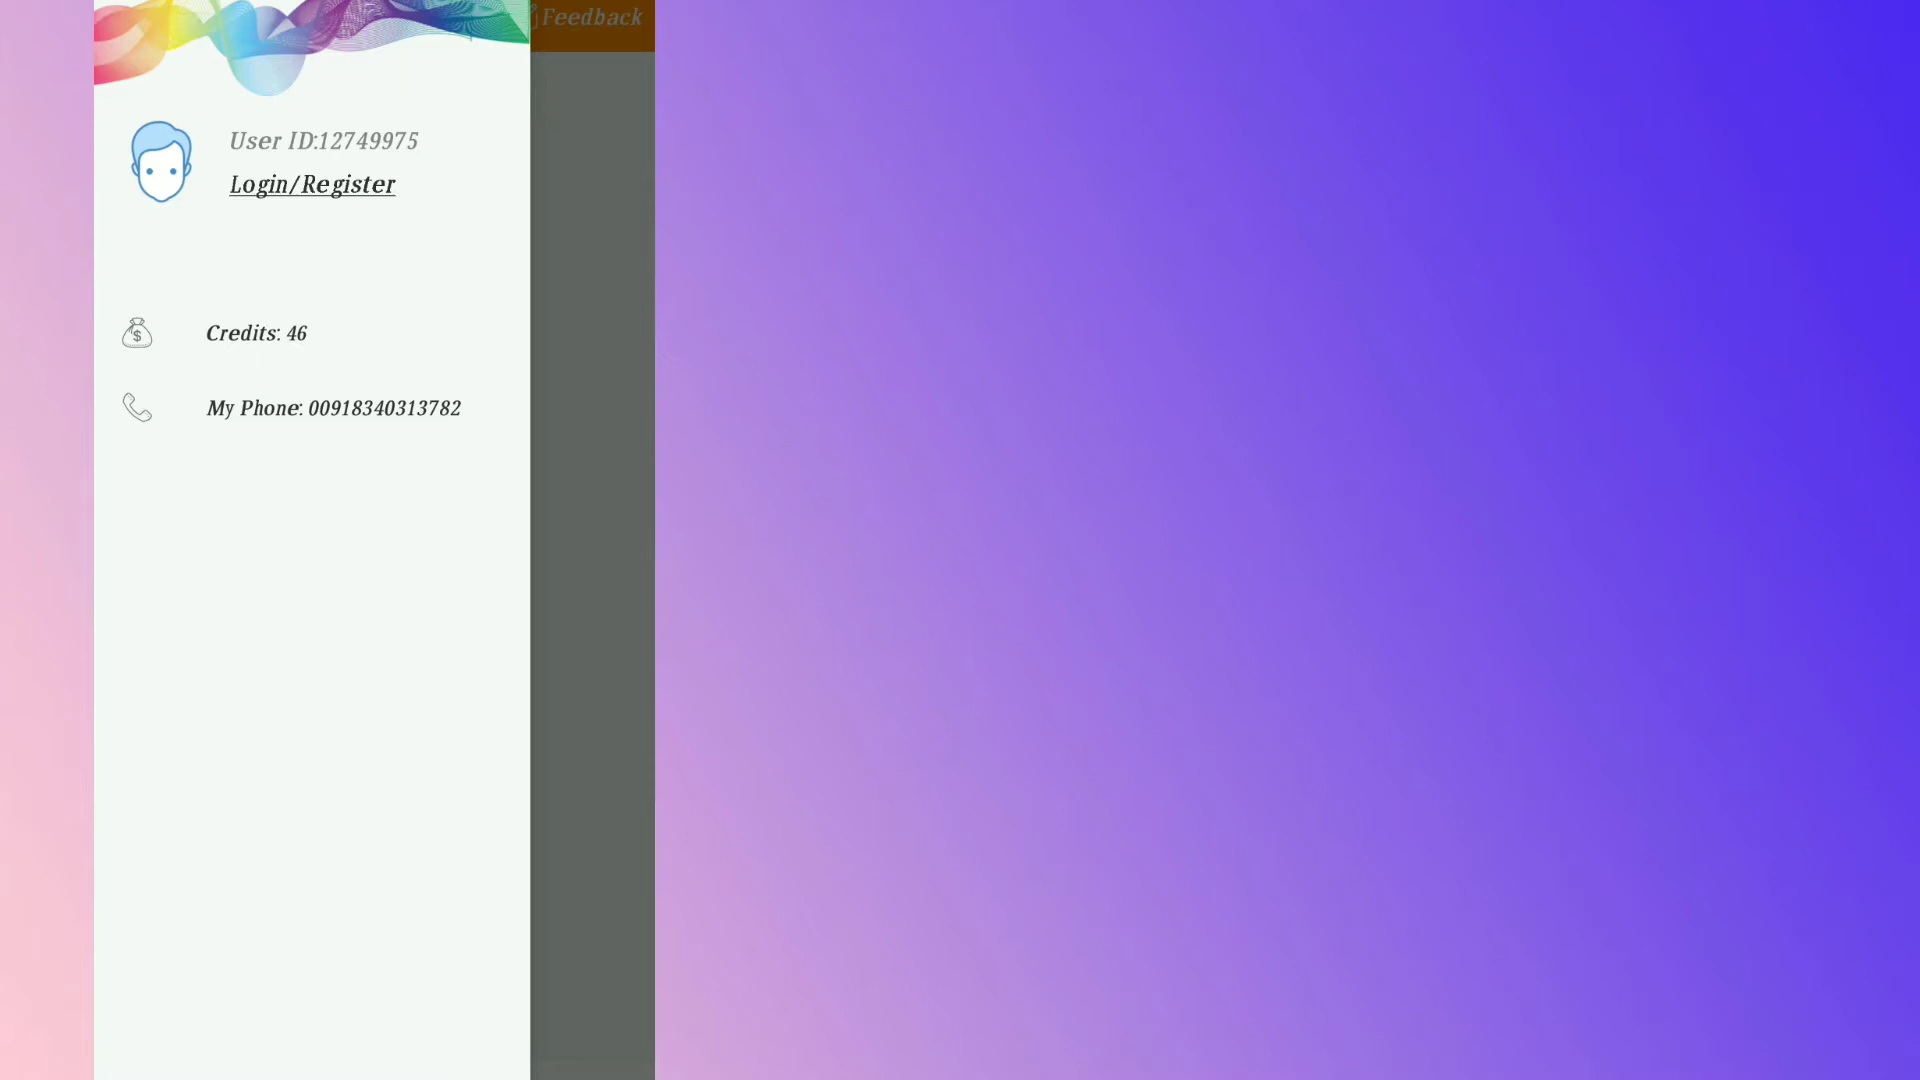 Feedback
User ID:12749975
Login/Register
$
Credits: 46
My Phone: 00918340313782